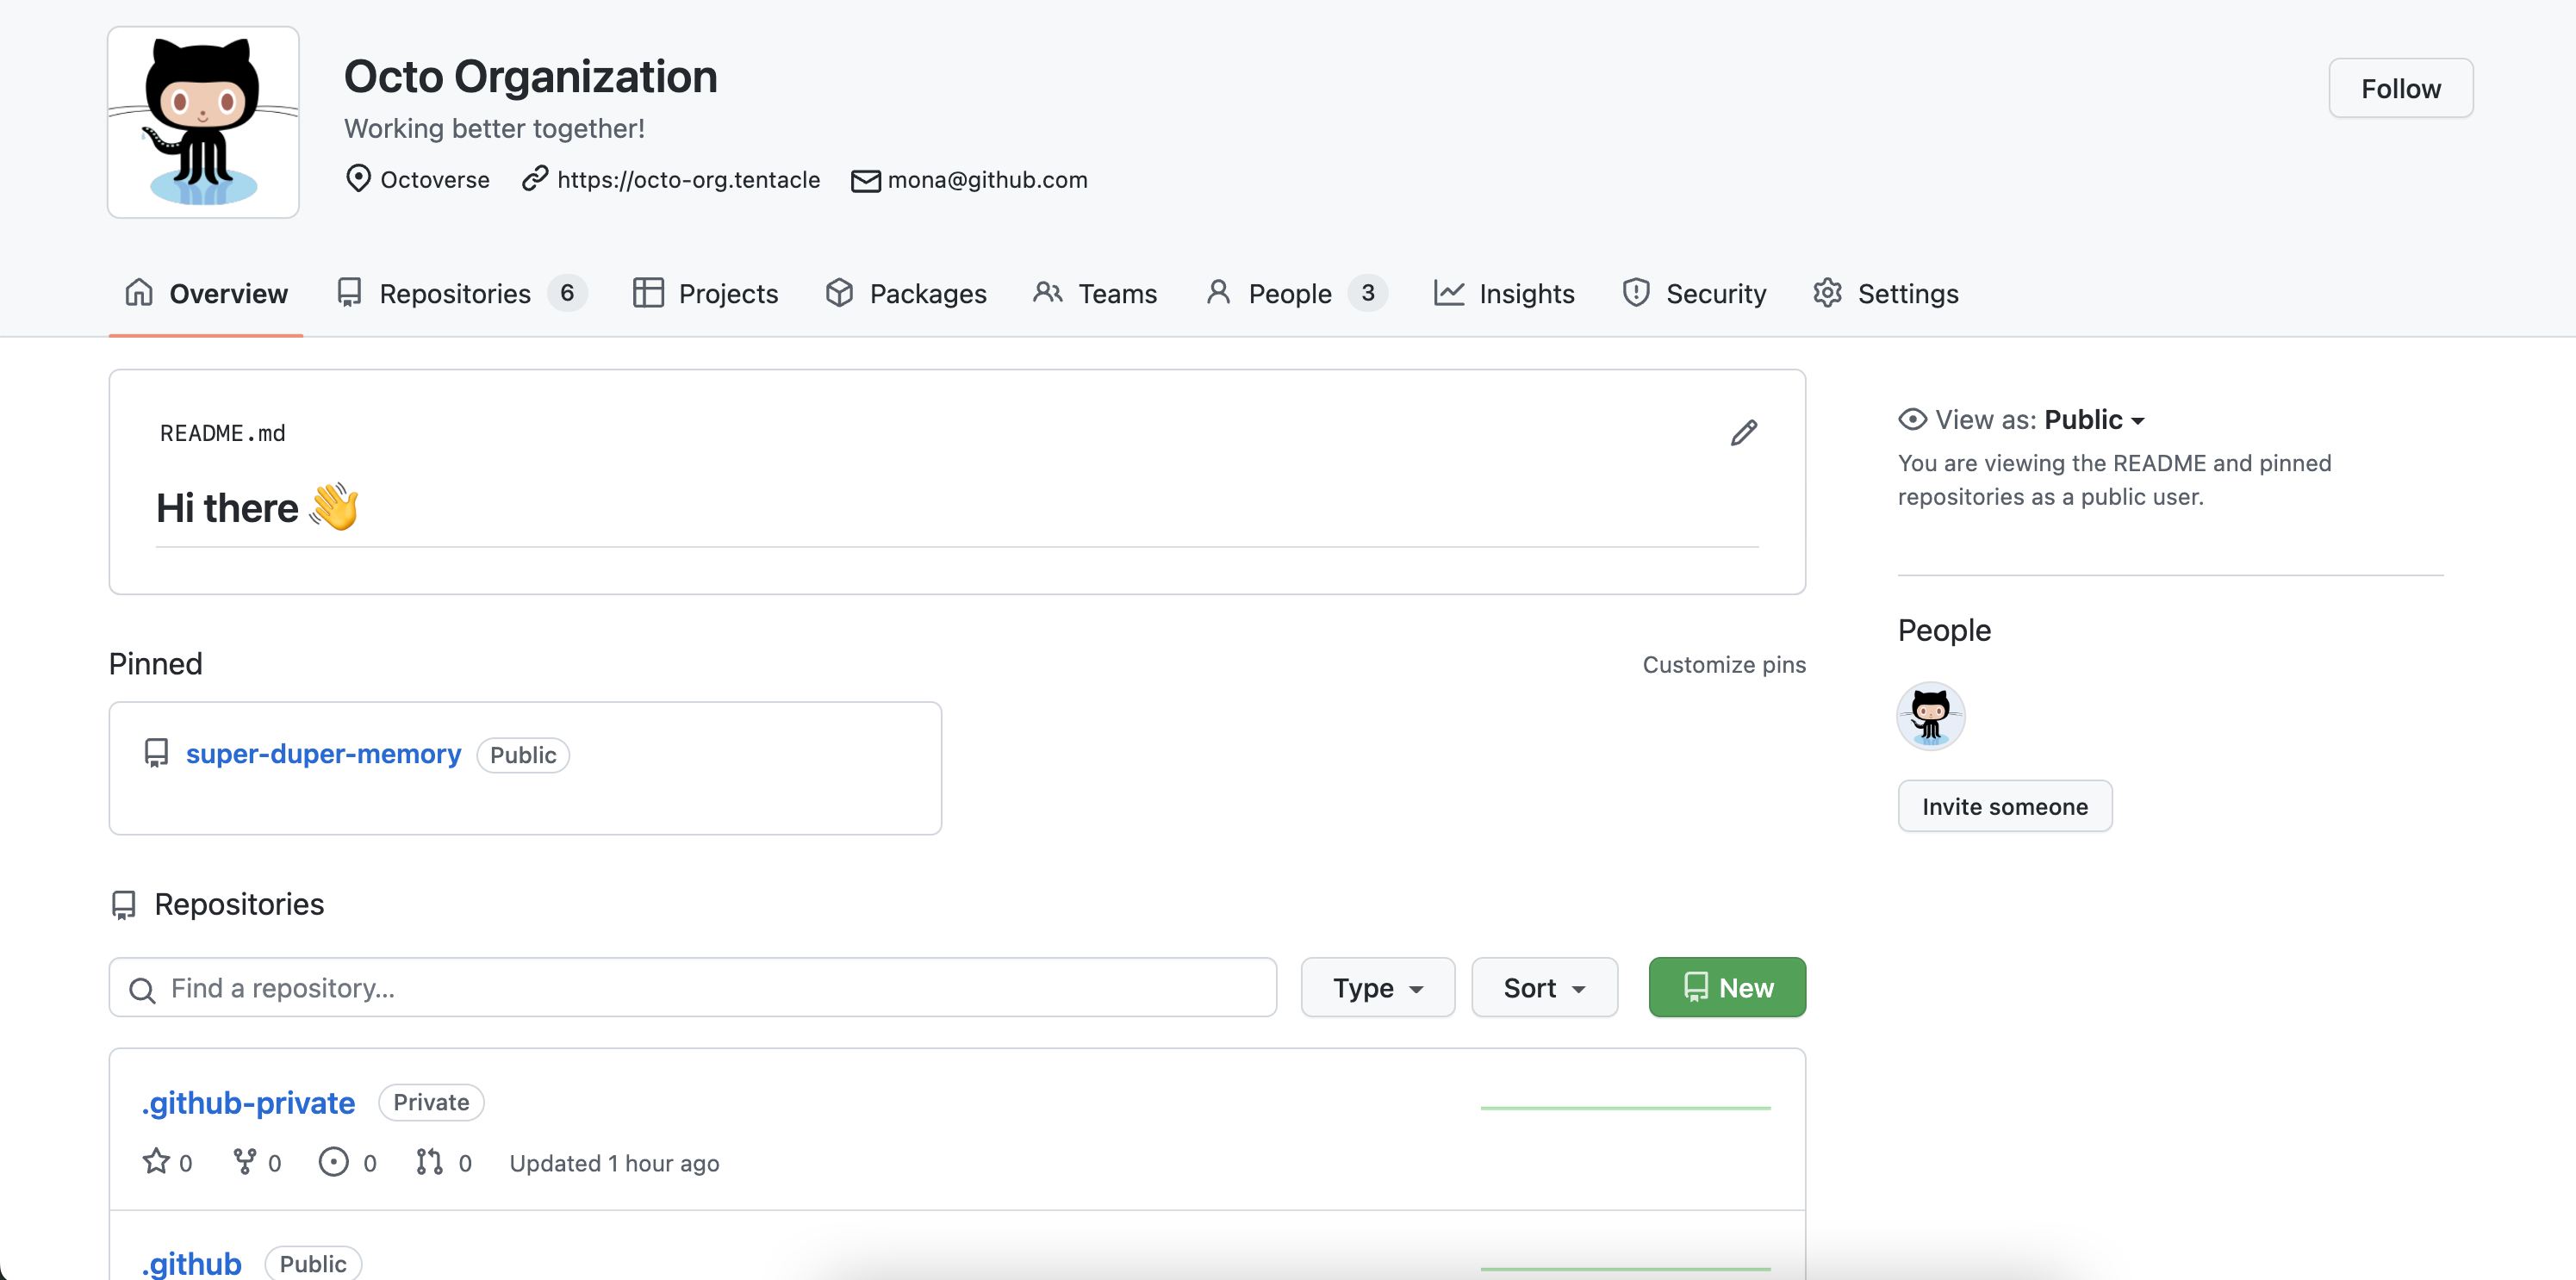 Octo Organization
Follow
Working better together!
Octoverse https://octo-org.tentacle mona@github.com
Overview Repositories 6 Projects Packages Teams People 3 Insights Security Settings
README.md
Hi there 👋
View as: Public
You are viewing the README and pinned
repositories as a public user.
Pinned
Customize pins
super-duper-memory Public
People
Invite someone
Repositories
Find a repository...
Type
Sort
New
.github-private Private
0 0 0 0 Updated 1 hour ago
.github Public